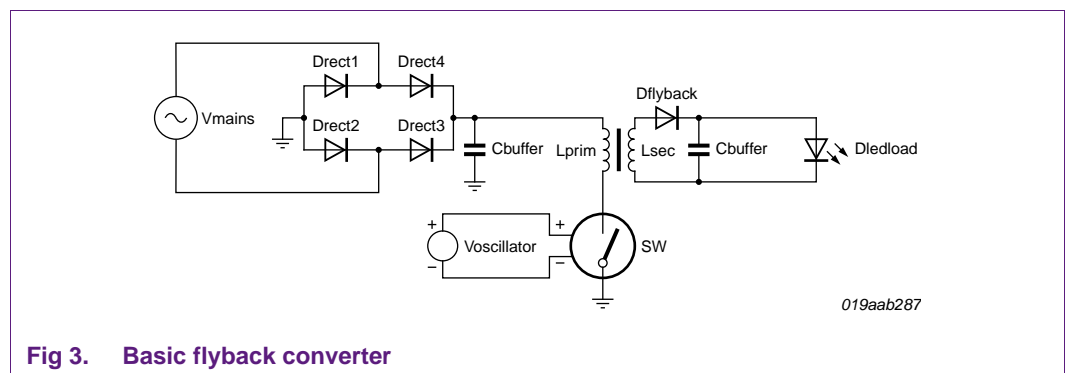 Drect1 Drect4
Dflyback
Vmains
Drect2 Drect3
Cbuffer Lprim Lsec Cbuffer Dledload
+ +
Voscillator SW
− −
019aab287
Fig 3. Basic flyback converter